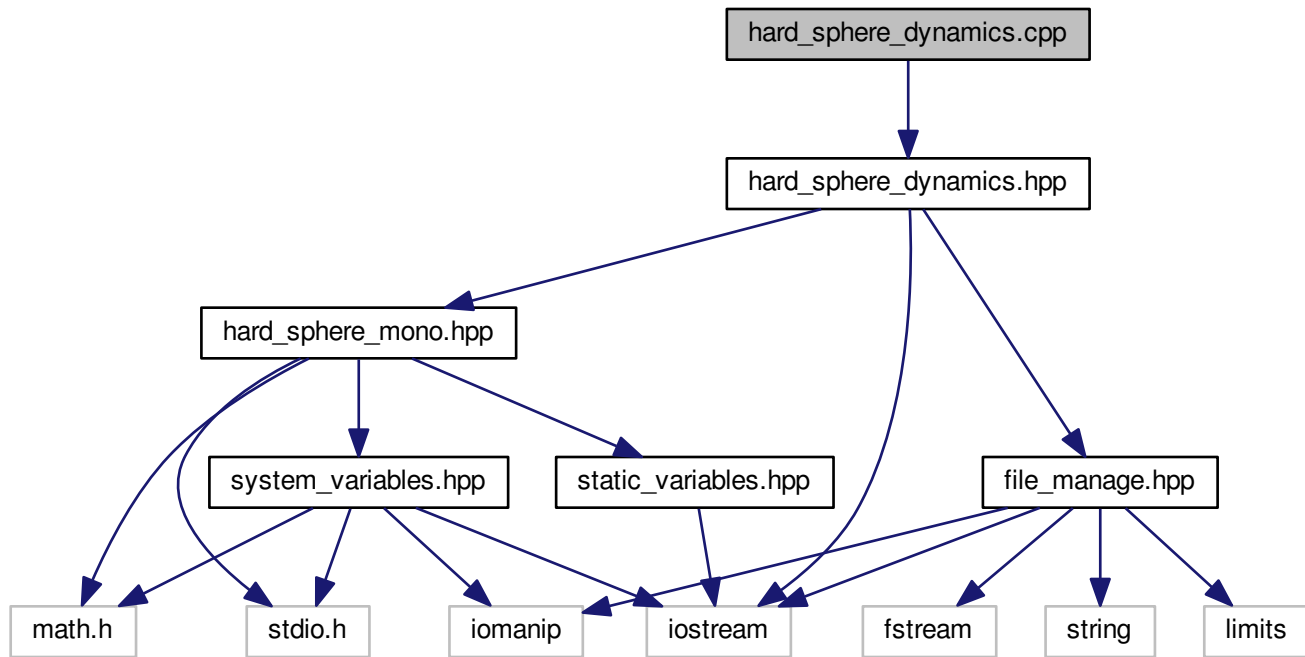 hard_sphere_dynamics.cpp
hard_sphere_dynamics.hpp
hard_sphere_mono.hpp
system_variables.hpp
static_variables.hpp
file_manage.hpp
math.h
stdio.h
iomanip
iostream
fstream
string
limits